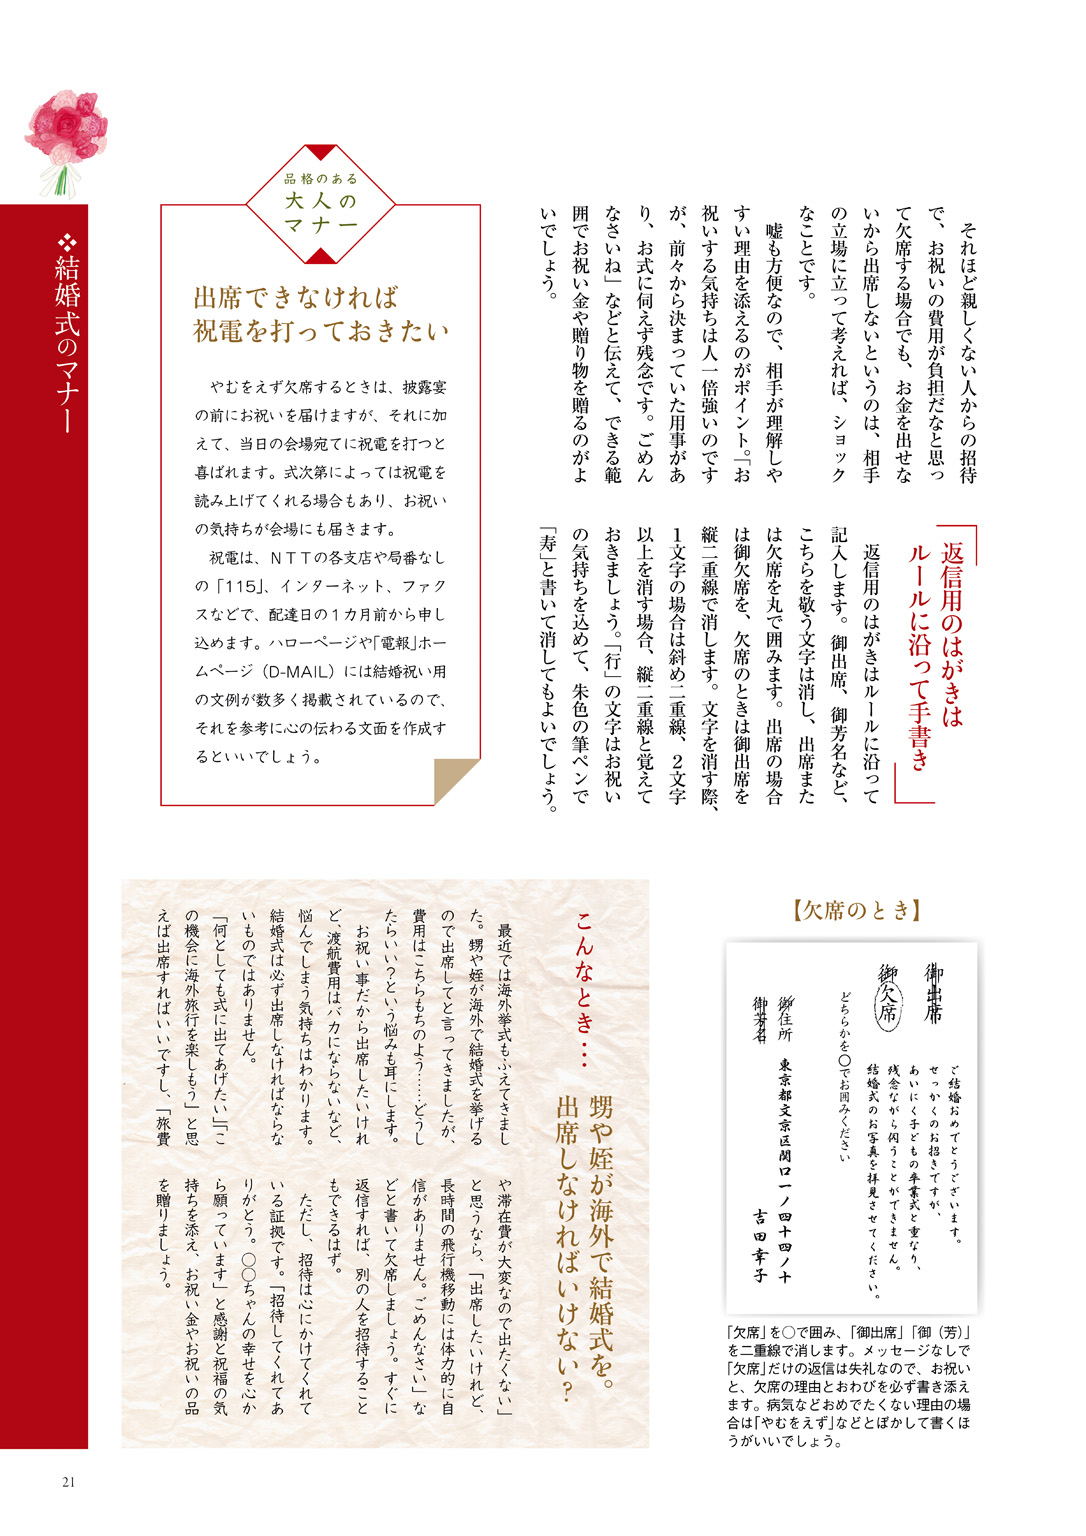 それほど親しくない人からの招待
で、お祝いの費用が負担だなと思っ
て欠席する場合でも、お金を出せな
いから出席しないというのは、相手
の立場に立って考えれば、ショック
なことです。
嘘も方便なので、相手が理解しや
すい理由を添えるのがポイント。「お
祝いする気持ちは人一倍強いのです
が、前々から決まっていた用事があ
り、お式に伺えず残念です。ごめん
なさいね」などと伝えて、できる範
囲でお祝い金や贈り物を贈るのがよ
いでしょう。
返信用のはがきは
ルールに沿って手書き
返信用のはがきはルールに沿って
記入します。御出席、御芳名など、
こちらを敬う文字は消し、出席また
は欠席を丸で囲みます。出席の場合
は御欠席を、欠席のときは御出席を
縦二重線で消します。文字を消す際、
1文字の場合は斜め二重線、2文字
以上を消す場合、縦二重線と覚えて
おきましょう。「行」の文字はお祝い
の気持ちを込めて、朱色の筆ペンで
「寿」と書いて消してもよいでしょう。
品格のある
大人の
マナー
出席できなければ
祝電を打っておきたい
やむをえず欠席するときは、披露宴
の前にお祝いを届けますが、それに加
えて、当日の会場宛てに祝電を打つと
喜ばれます。式次第によっては祝電を
読み上げてくれる場合もあり、お祝い
の気持ちが会場にも届きます。
祝電は、NTTの各支店や局番なし
の「115」、インターネット、ファク
スなどで、配達日の1カ月前から申し
込めます。ハローページや「電報」ホー
ムページ(D-MAIL)には結婚祝い用
の文例が数多く掲載されているので、
それを参考に心の伝わる文面を作成す
るといいでしょう。
【欠席のとき】
御出席
御欠席
どちらかを○でお囲みください
ご結婚おめでとうございます。
せっかくのお招きですが、
あいにく子どもの卒業式と重なり、
残念ながら伺うことができません。
結婚式のお写真を拝見させてください。
御住所 東京都文京区関口一ノ四十四ノ十
御芳名 吉田幸子
「欠席」を○で囲み、「御出席」「御(芳)」
を二重線で消します。メッセージなしで
「欠席」だけの返信は失礼なので、お祝い
と、欠席の理由とおわびを必ず書き添え
ます。病気などおめでたくない理由の場
合は「やむをえず」などとぼかして書くほ
うがいいでしょう。
こんなとき…
甥や姪が海外で結婚式を。
出席しなければいけない?
最近では海外挙式もふえてきまし
た。甥や姪が海外で結婚式を挙げる
ので出席してと言ってきましたが、
費用はこちらもちのよう……どうし
たらいい?という悩みも耳にします。
お祝い事だから出席したいけれ
ど、渡航費用はバカにならないなど、
悩んでしまう気持ちはわかります。
結婚式は必ず出席しなければならな
いものではありません。
「何としても式に出てあげたい」「こ
の機会に海外旅行を楽しもう」と思
えば出席すればいいですし、「旅費
や滞在費が大変なので出たくない」
と思うなら、「出席したいけれど、
長時間の飛行機移動には体力的に自
信がありません。ごめんなさい」な
どと書いて欠席しましょう。すぐに
返信すれば、別の人を招待すること
もできるはず。
ただし、招待は心にかけてくれて
いる証拠です。「招待してくれてあ
りがとう。○○ちゃんの幸せを心か
ら願っています」と感謝と祝福の気
持ちを添え、お祝い金やお祝いの品
を贈りましょう。
❖結婚式のマナー
21